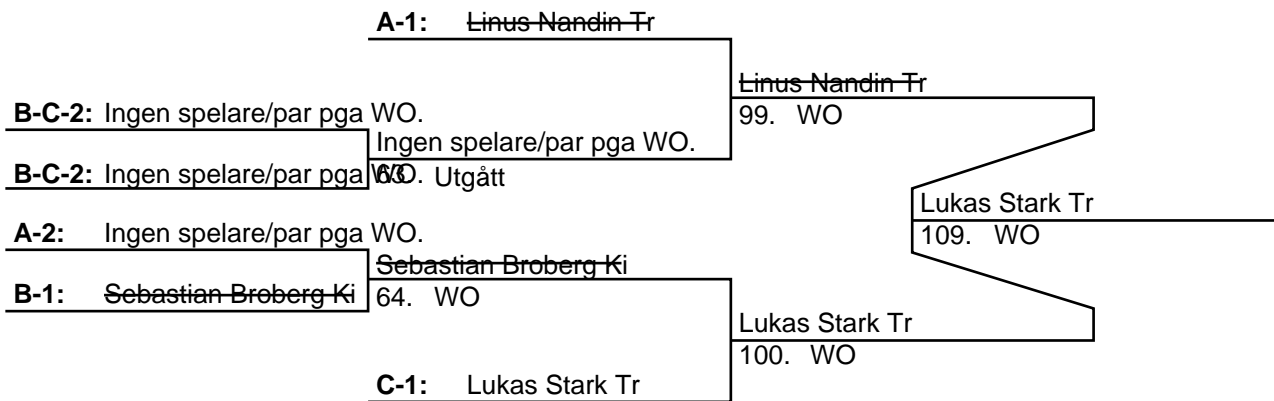 A-1: Linus Nandin Tr
Linus Nandin Tr
99. WO
B-C-2: Ingen spelare/par pga WO.
Ingen spelare/par pga WO.
B-C-2: Ingen spelare/par pga WO.
63. Utgått
Lukas Stark Tr
109. WO
A-2: Ingen spelare/par pga WO.
Sebastian Broberg Ki
B-1: Sebastian Broberg Ki
64. WO
Lukas Stark Tr
100. WO
C-1: Lukas Stark Tr